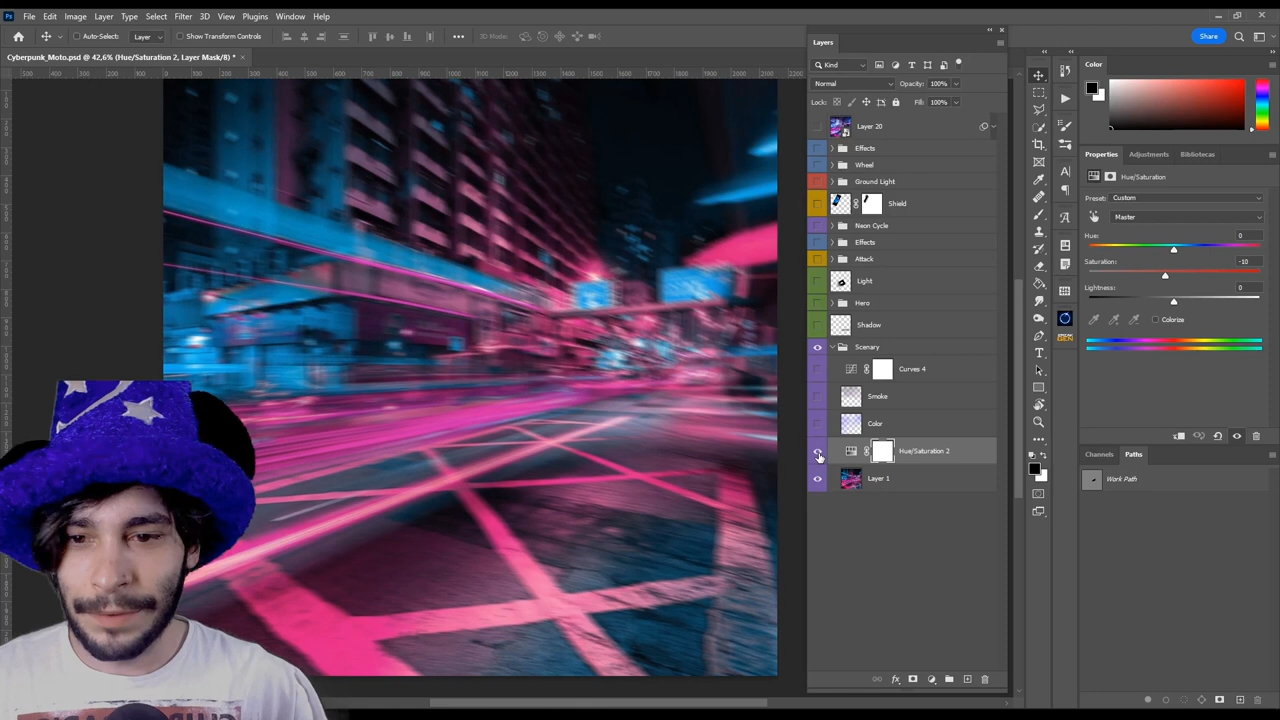 Ps File Edit Image Layer Type Select Filter 3D View Plugins Window Help
Auto-Select: Layer Show Transform Controls 3D Mode: Share
Cyberpunk_Moto.psd @ 42,6% (Hue/Saturation 2, Layer Mask/8) *
Layers
Kind
Normal Opacity: 100%
Lock: Fill: 100%
Layer 20
Effects
Wheel
Ground Light
Shield
Neon Cycle
Effects
Attack
Light
Hero
Shadow
Scenary
Curves 4
Smoke
Color
Hue/Saturation 2
Layer 1
Color
Properties Adjustments Bibliotecas
Hue/Saturation
Preset: Custom
Master
Hue: 0
Saturation: -10
Lightness: 0
Colorize
Channels Paths
Work Path